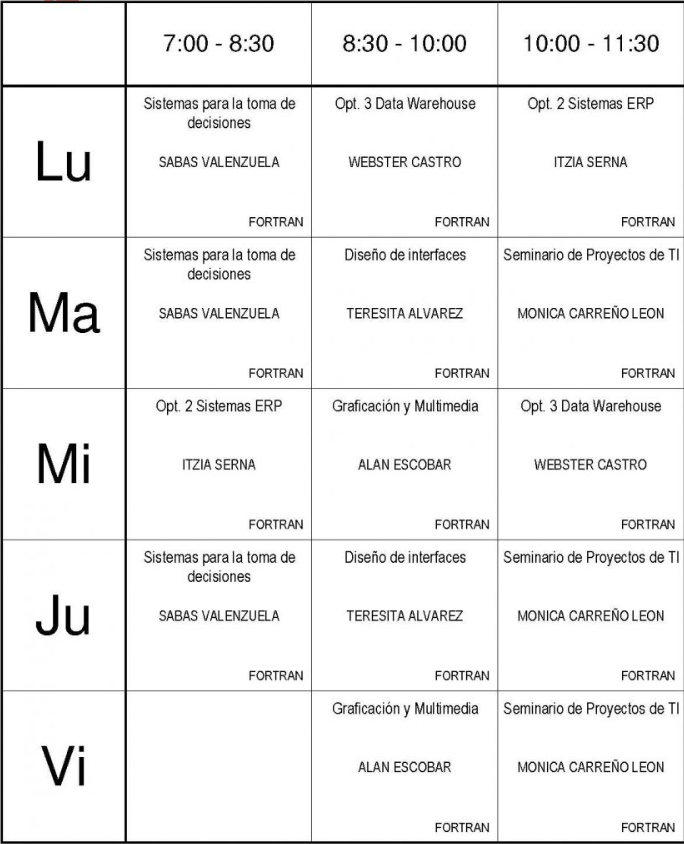 7:00 - 8:30 8:30 - 10:00 10:00 - 11:30
Lu
Sistemas para la toma de
decisiones
SABAS VALENZUELA
FORTRAN
Opt. 3 Data Warehouse
WEBSTER CASTRO
FORTRAN
Opt. 2 Sistemas ERP
ITZIA SERNA
FORTRAN
Ma
Sistemas para la toma de
decisiones
SABAS VALENZUELA
FORTRAN
Diseño de interfaces
TERESITA ALVAREZ
FORTRAN
Seminario de Proyectos de TI
MONICA CARREÑO LEON
FORTRAN
Mi
Opt. 2 Sistemas ERP
ITZIA SERNA
FORTRAN
Graficación y Multimedia
ALAN ESCOBAR
FORTRAN
Opt. 3 Data Warehouse
WEBSTER CASTRO
FORTRAN
Ju
Sistemas para la toma de
decisiones
SABAS VALENZUELA
FORTRAN
Diseño de interfaces
TERESITA ALVAREZ
FORTRAN
Seminario de Proyectos de TI
MONICA CARREÑO LEON
FORTRAN
Vi
Graficación y Multimedia
ALAN ESCOBAR
FORTRAN
Seminario de Proyectos de TI
MONICA CARREÑO LEON
FORTRAN